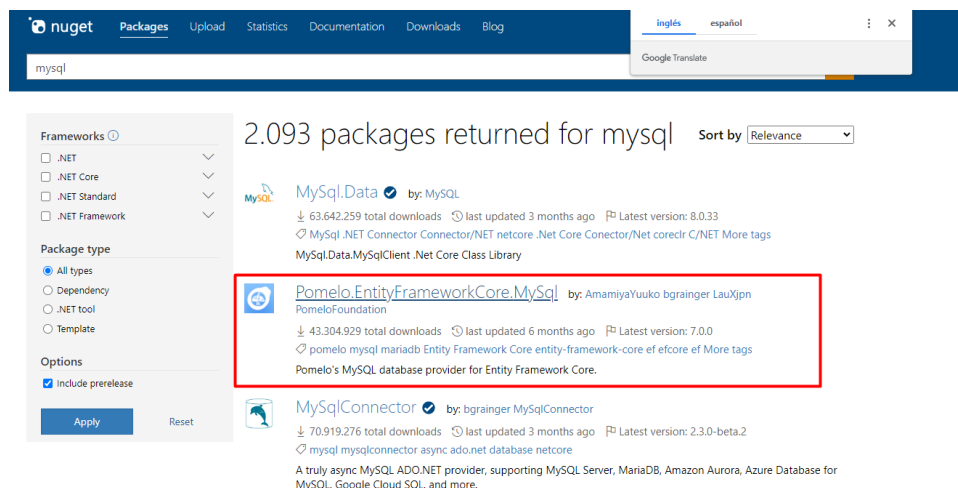 nuget Packages Upload Statistics Documentation Downloads Blog
inglés español
Google Translate
mysql
Frameworks
.NET
.NET Core
.NET Standard
.NET Framework
Package type
All types
Dependency
.NET tool
Template
Options
Include prerelease
Apply Reset
2.093 packages returned for mysql
Sort by Relevance
MySQL
MySql.Data by: MySQL
63.642.259 total downloads last updated 3 months ago Latest version: 8.0.33
MySql .NET Connector Connector/NET netcore .Net Core Conector/Net coreclr C/NET More tags
MySql.Data.MySqlClient .Net Core Class Library
Pomelo.EntityFrameworkCore.MySql by: AmamiyaYuuko bgrainger LauXjpn
PomeloFoundation
43.304.929 total downloads last updated 6 months ago Latest version: 7.0.0
pomelo mysql mariadb Entity Framework Core entity-framework-core ef efcore ef More tags
Pomelo's MySQL database provider for Entity Framework Core.
MySqlConnector by: bgrainger MySqlConnector
70.919.276 total downloads last updated 3 months ago Latest version: 2.3.0-beta.2
mysql mysqlconnector async ado.net database netcore
A truly async MySQL ADO.NET provider, supporting MySQL Server, MariaDB, Amazon Aurora, Azure Database for
MySQL, Google Cloud SQL, and more.